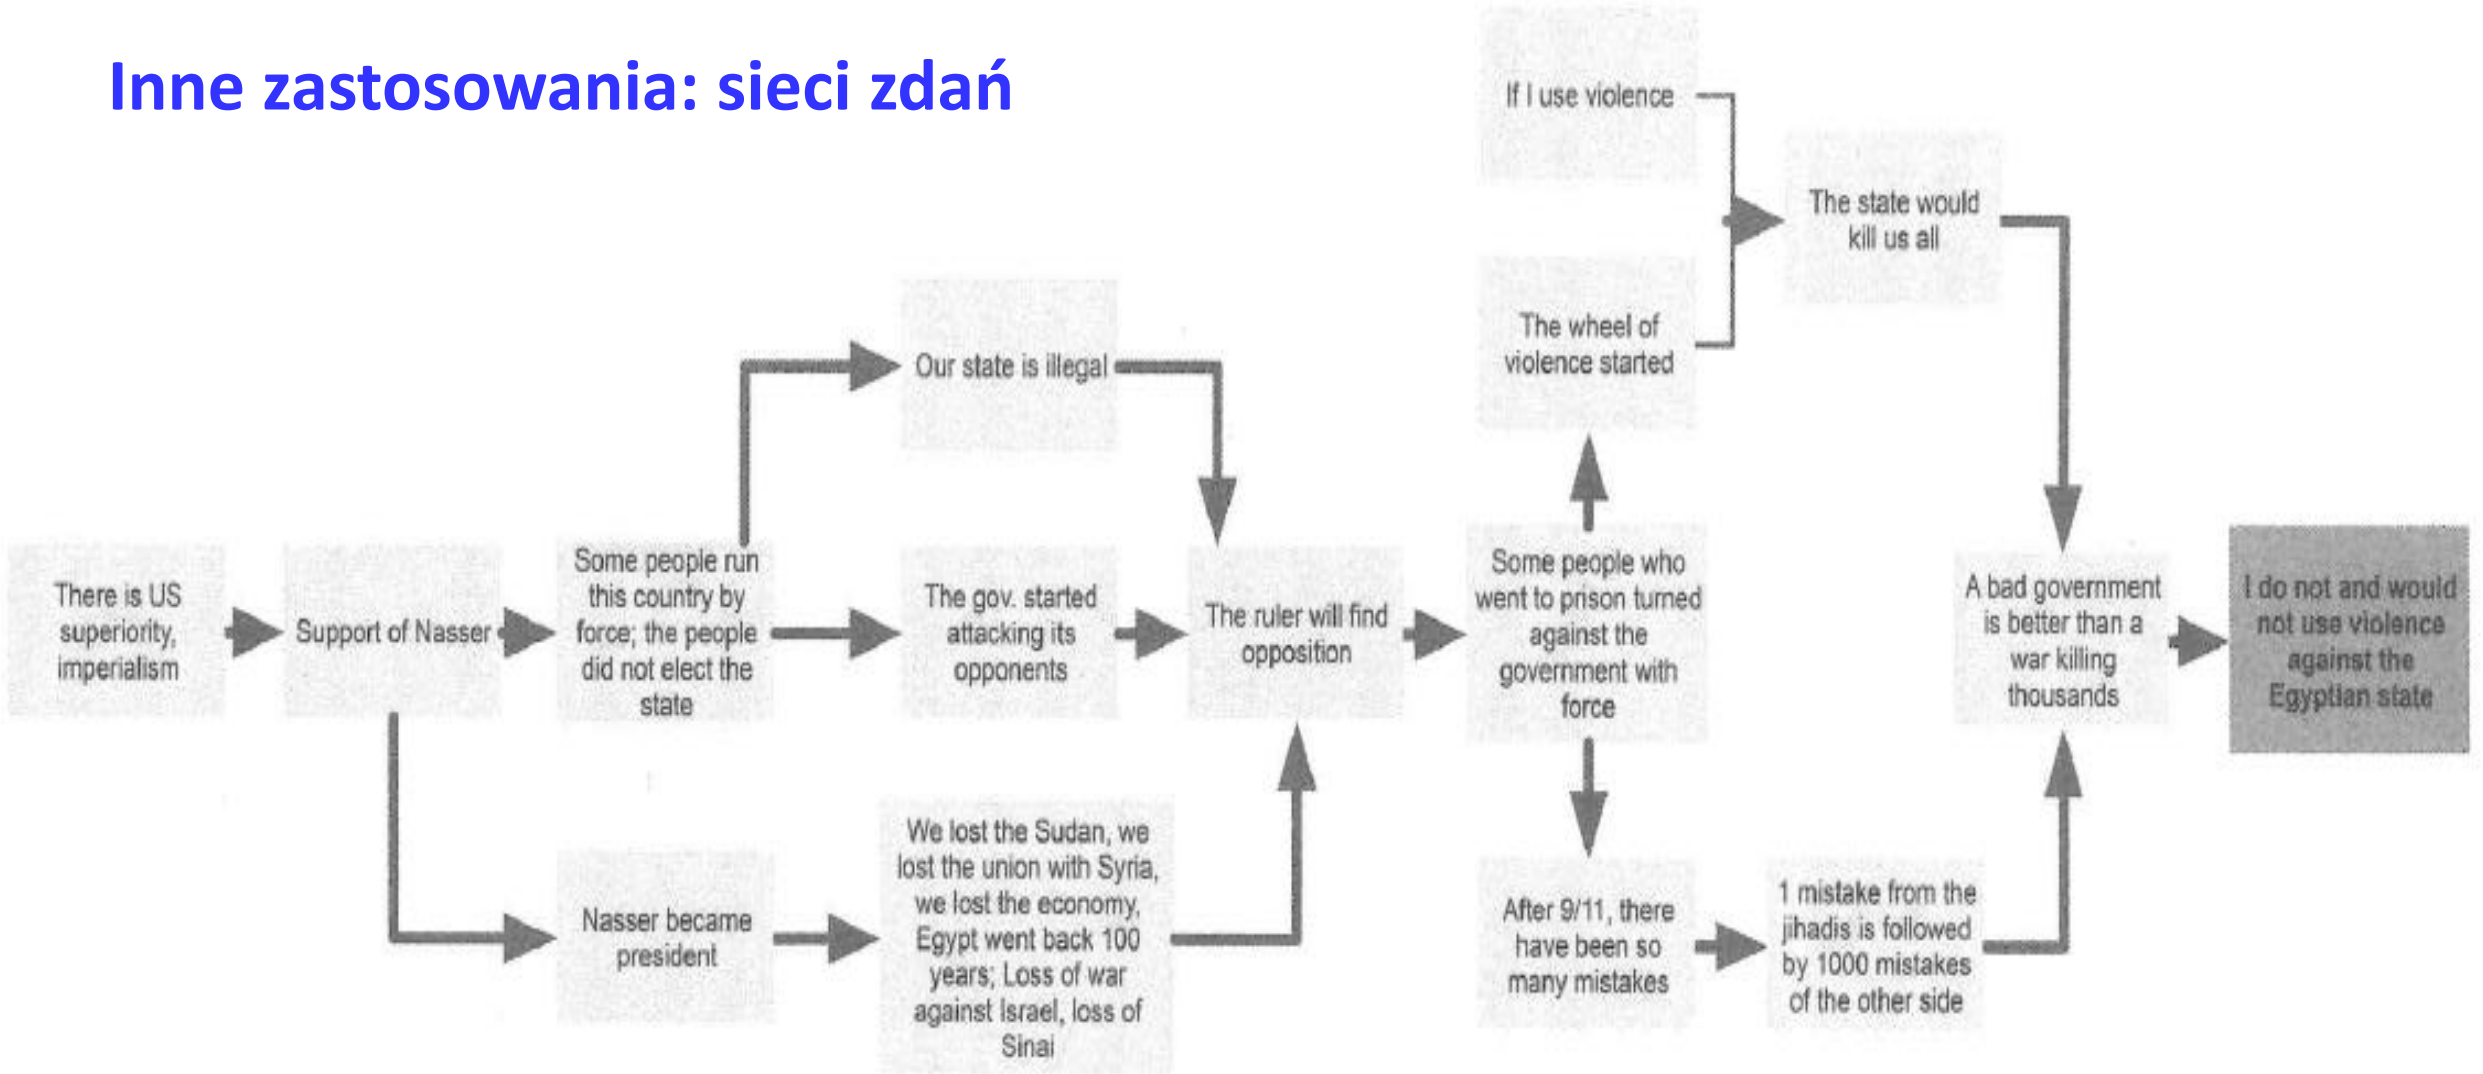 Inne zastosowania: sieci zdań
There is US
superiority,
imperialism
Support of Nasser
Some people run
this country by
force; the people
did not elect the
state
Our state is illegal
The gov. started
attacking its
opponents
Nasser became
president
We lost the Sudan, we
lost the union with Syria,
we lost the economy,
Egypt went back 100
years; Loss of war
against Israel, loss of
Sinai
The ruler will find
opposition
Some people who
went to prison turned
against the
government with
force
The wheel of
violence started
If I use violence
The state would
kill us all
After 9/11, there
have been so
many mistakes
1 mistake from the
jihadis is followed
by 1000 mistakes
of the other side
A bad government
is better than a
war killing
thousands
I do not and would
not use violence
against the
Egyptian state